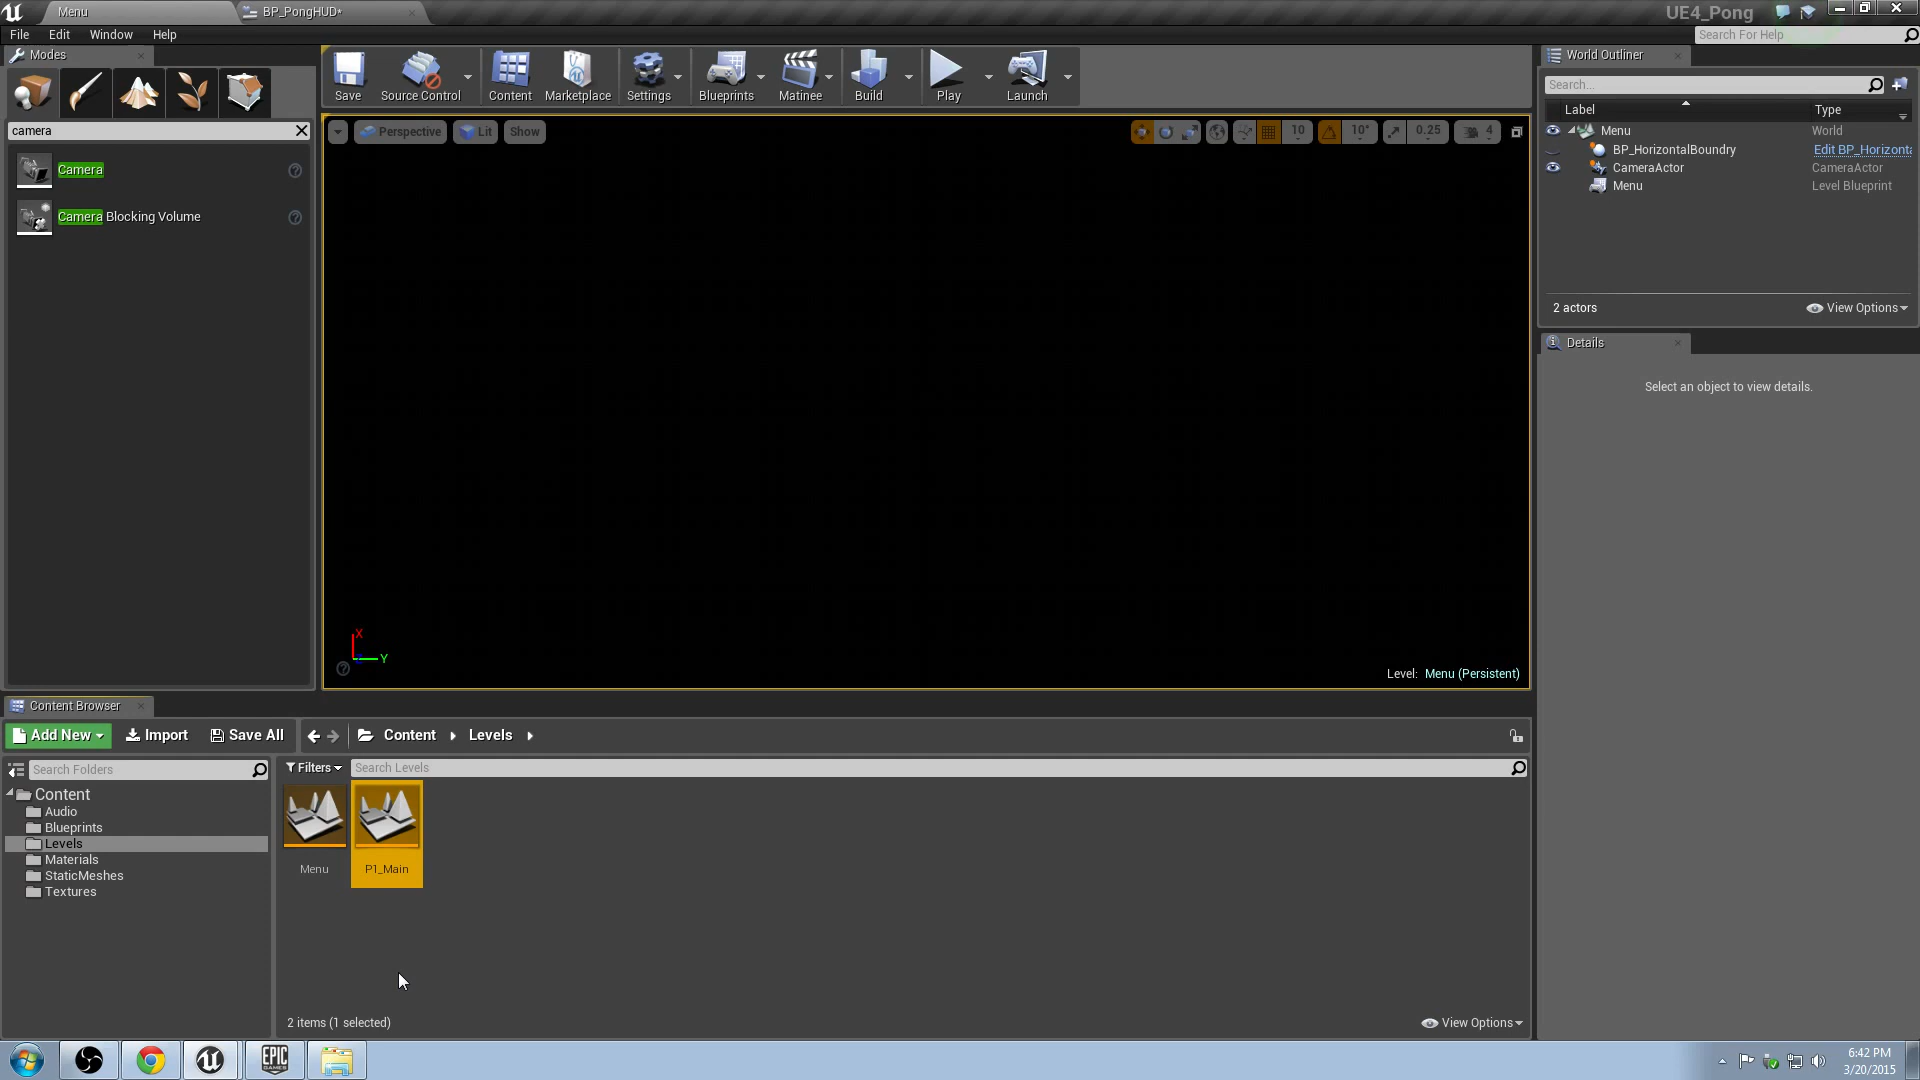 Menu
BP_PongHUD*
UE4_Pong
File Edit Window Help
Search For Help
Modes
Save Source Control Content Marketplace Settings Blueprints Matinee Build Play Launch
World Outliner
Search...
camera
Label Type
Perspective Lit Show
10 10° 0.25 4
Menu World
BP_HorizontalBoundry Edit BP_Horizont
CameraActor CameraActor
Menu Level Blueprint
Camera
Camera Blocking Volume
2 actors View Options
Details
Select an object to view details.
X
Y
Level: Menu (Persistent)
Content Browser
Add New Import Save All Content Levels
Search Folders
Filters Search Levels
Content
Audio
Blueprints
Levels
Materials
StaticMeshes
Textures
Menu P1_Main
2 items (1 selected) View Options
EPIC GAMES
6:42 PM
3/20/2015